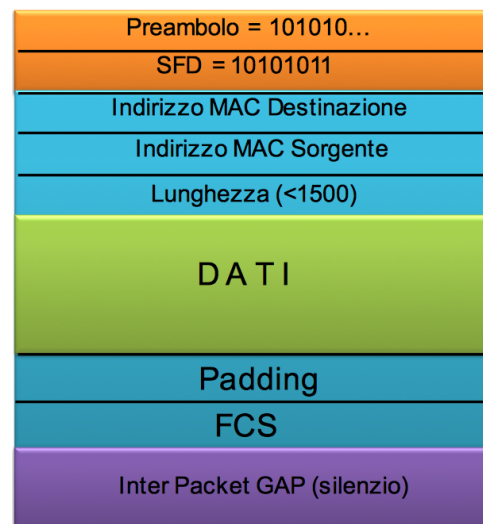 Preambolo = 101010...
SFD = 10101011
Indirizzo MAC Destinazione
Indirizzo MAC Sorgente
Lunghezza (<1500)
D A T I
Padding
FCS
Inter Packet GAP (silenzio)